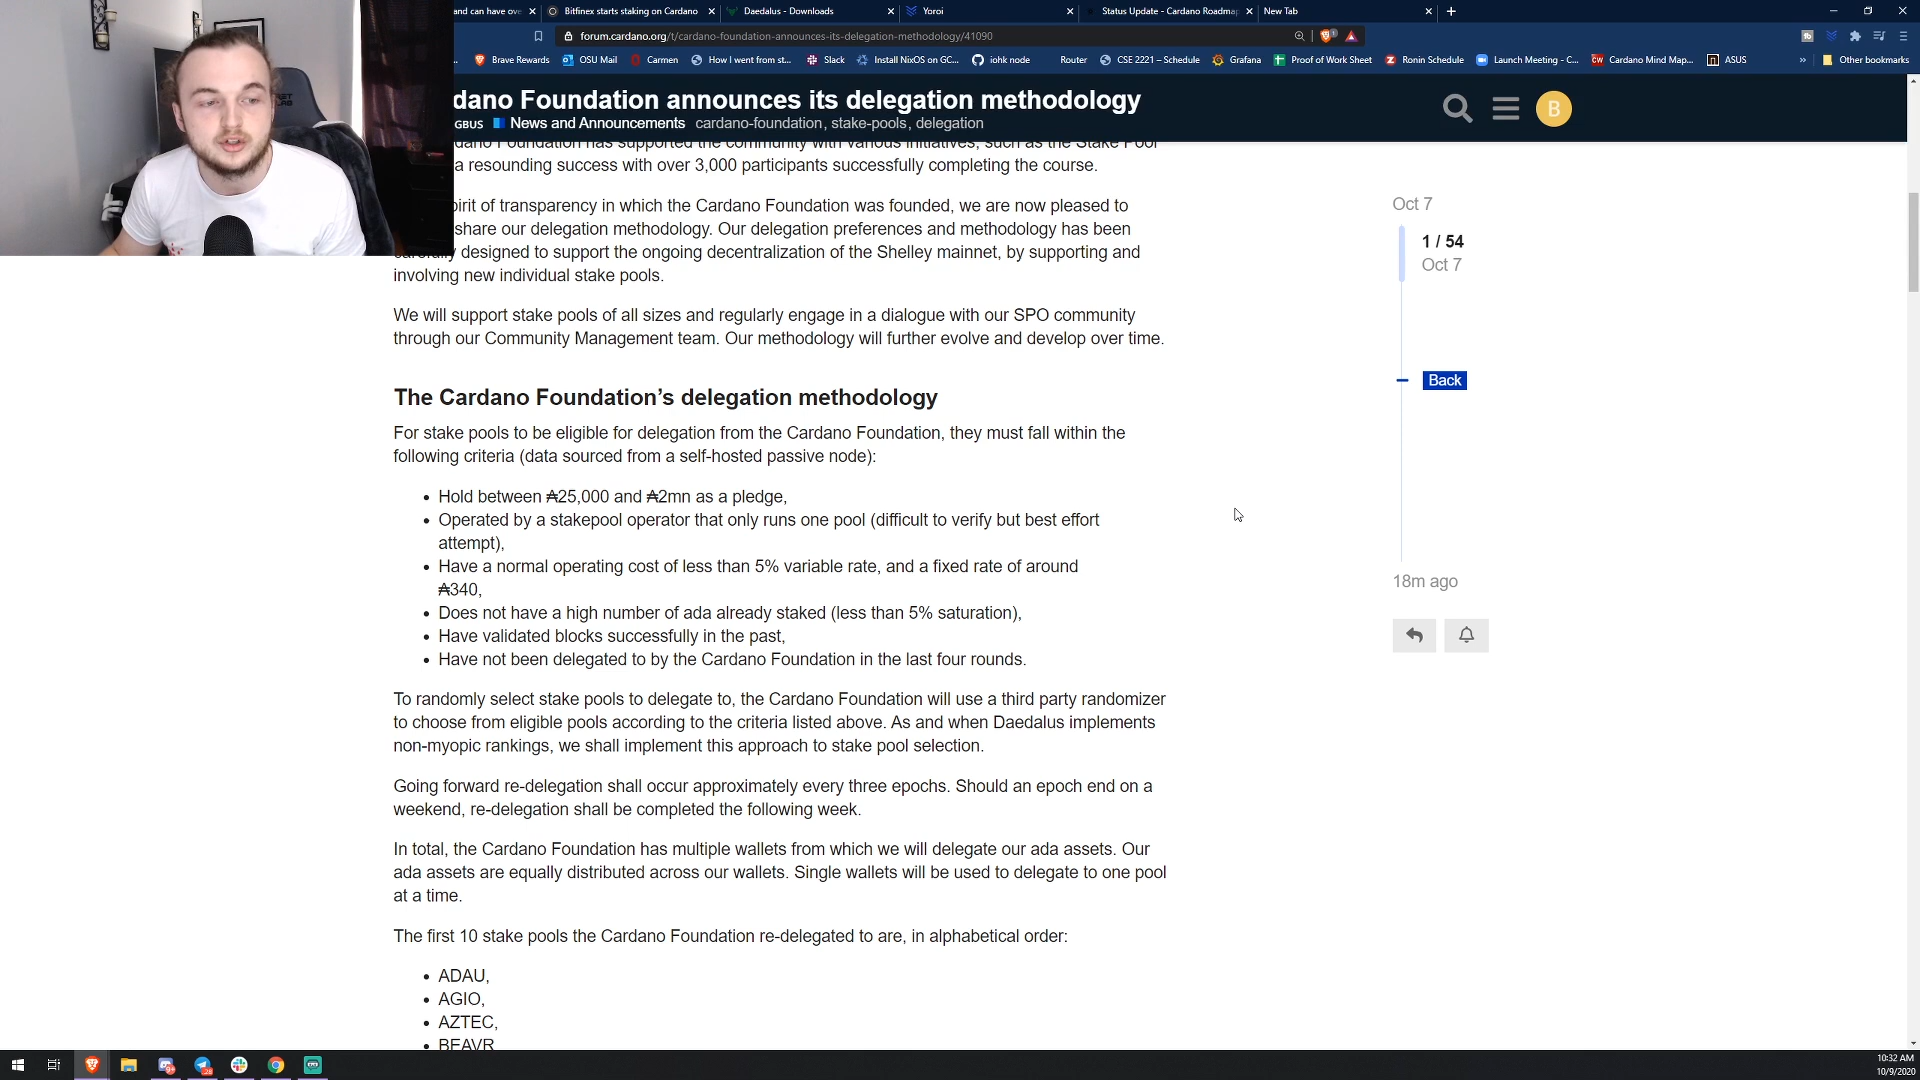 and can have ove
Bitfinex starts staking on Cardano
Daedalus - Downloads
Yoroi
Status Update - Cardano Roadmap
New Tab
forum.cardano.org/t/cardano-foundation-announces-its-delegation-methodology/41090
Brave Rewards
OSU Mail
Carmen
How I went from st...
Slack
Install NixOS on GC...
iohk node
Router
CSE 2221 – Schedule
Grafana
Proof of Work Sheet
Ronin Schedule
Launch Meeting - C...
Cardano Mind Map...
ASUS
»
Other bookmarks
dano Foundation announces its delegation methodology
GBUS News and Announcements cardano-foundation, stake-pools, delegation
B
dano Foundation has supported the community with various initiatives, such as the Stake Pool
a resounding success with over 3,000 participants successfully completing the course.
pirit of transparency in which the Cardano Foundation was founded, we are now pleased to
share our delegation methodology. Our delegation preferences and methodology has been
carefully designed to support the ongoing decentralization of the Shelley mainnet, by supporting and
involving new individual stake pools.
We will support stake pools of all sizes and regularly engage in a dialogue with our SPO community
through our Community Management team. Our methodology will further evolve and develop over time.
The Cardano Foundation’s delegation methodology
For stake pools to be eligible for delegation from the Cardano Foundation, they must fall within the
following criteria (data sourced from a self-hosted passive node):
• Hold between ₳25,000 and ₳2mn as a pledge,
• Operated by a stakepool operator that only runs one pool (difficult to verify but best effort
attempt),
• Have a normal operating cost of less than 5% variable rate, and a fixed rate of around
₳340,
• Does not have a high number of ada already staked (less than 5% saturation),
• Have validated blocks successfully in the past,
• Have not been delegated to by the Cardano Foundation in the last four rounds.
To randomly select stake pools to delegate to, the Cardano Foundation will use a third party randomizer
to choose from eligible pools according to the criteria listed above. As and when Daedalus implements
non-myopic rankings, we shall implement this approach to stake pool selection.
Going forward re-delegation shall occur approximately every three epochs. Should an epoch end on a
weekend, re-delegation shall be completed the following week.
In total, the Cardano Foundation has multiple wallets from which we will delegate our ada assets. Our
ada assets are equally distributed across our wallets. Single wallets will be used to delegate to one pool
at a time.
The first 10 stake pools the Cardano Foundation re-delegated to are, in alphabetical order:
• ADAU,
• AGIO,
• AZTEC,
• BEAVR
Oct 7
1 / 54
Oct 7
Back
18m ago
10:32 AM
10/9/2020